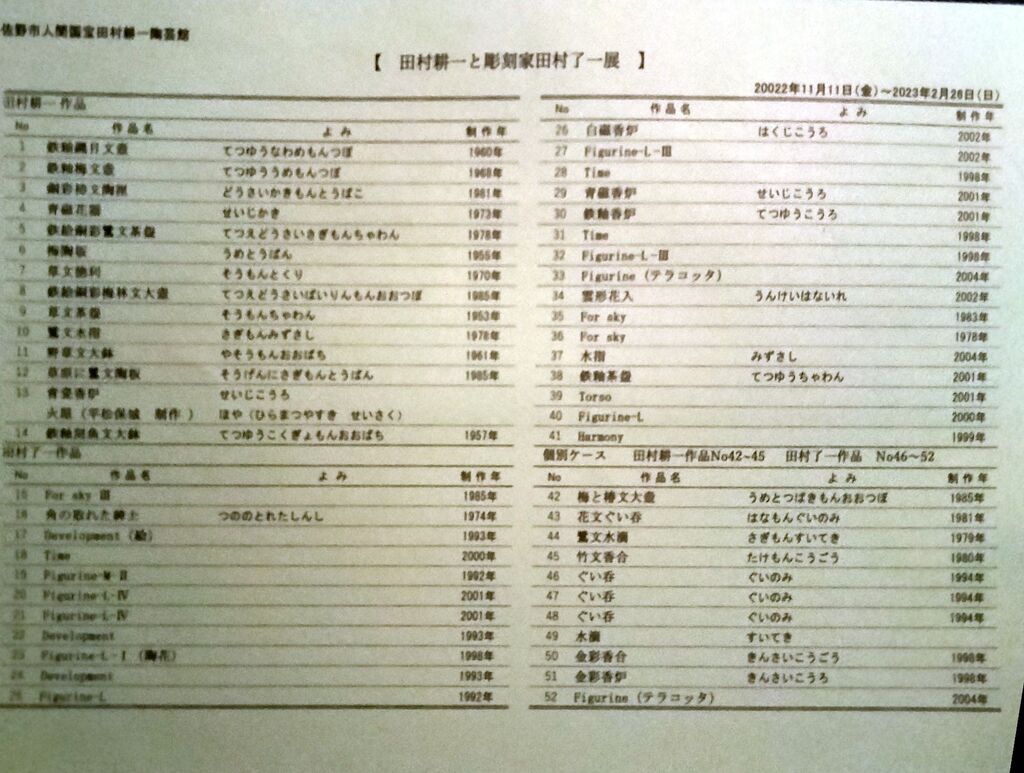 佐野市人間国宝田村耕一陶芸館
【 田村耕一と彫刻家田村了一展 】
20022年11月11日(金)~2023年2月26日(日)
田村耕一作品
No 作品名 よみ 制作年
1 鉄釉縄目文壷 てつゆうなわめもんつぼ 1960年
2 鉄釉梅文壷 てつゆううめもんつぼ 1968年
3 銅彩柿文陶筥 どうさいかきもんとうばこ 1981年
4 青磁花器 せいじかき 1973年
5 鉄絵銅彩鷺文茶盌 てつえどうさいさぎもんちゃわん 1978年
6 梅陶板 うめとうばん 1955年
7 草文徳利 そうもんとくり 1970年
8 鉄絵銅彩梅林文大壷 てつえどうさいばいりんもんおおつぼ 1985年
9 草文茶盌 そうもんちゃわん 1953年
10 鷺文水指 さぎもんみずさし 1978年
11 野草文大鉢 やそうもんおおばち 1961年
12 草原に鷺文陶板 そうげんにさぎもんとうばん 1985年
13 青瓷香炉 せいじこうろ
火屋(平松保城 制作 ) ほや(ひらまつやすき せいさく)
14 鉄釉刻魚文大鉢 てつゆうこくぎょもんおおばち 1957年
田村了一作品
No 作品名 よみ 制作年
15 For sky Ⅲ 1985年
16 角の取れた紳士 つののとれたしんし 1974年
17 Development(絵) 1993年
18 Time 2000年
19 Figurine-M-Ⅱ 1992年
20 Figurine-L-Ⅳ 2001年
21 Figurine-L-Ⅳ 2001年
22 Development 1993年
23 Figurine-L-Ⅰ (陶花) 1998年
24 Development 1993年
25 Figurine-L 1992年
No 作品名 よみ 制作年
26 白磁香炉 はくじこうろ 2002年
27 Figurine-L-Ⅲ 2002年
28 Time 1998年
29 青磁香炉 せいじこうろ 2001年
30 鉄釉香炉 てつゆうこうろ 2001年
31 Time 1998年
32 Figurine-L-Ⅲ 1998年
33 Figurine(テラコッタ) 2004年
34 雲形花入 うんけいはないれ 2002年
35 For sky 1983年
36 For sky 1978年
37 水指 みずさし 2004年
38 鉄釉茶盌 てつゆうちゃわん 2001年
39 Torso 2001年
40 Figurine-L 2000年
41 Harmony 1999年
個別ケース 田村耕一作品No42~45 田村了一作品 No46~52
No 作品名 よみ 制作年
42 梅と椿文大壷 うめとつばきもんおおつぼ 1985年
43 花文ぐい呑 はなもんぐいのみ 1981年
44 鷺文水滴 さぎもんすいてき 1979年
45 竹文香合 たけもんこうごう 1980年
46 ぐい呑 ぐいのみ 1994年
47 ぐい呑 ぐいのみ 1994年
48 ぐい呑 ぐいのみ 1994年
49 水滴 すいてき
50 金彩香合 きんさいこうごう 1998年
51 金彩香炉 きんさいこうろ 1998年
52 Figurine(テラコッタ) 2004年